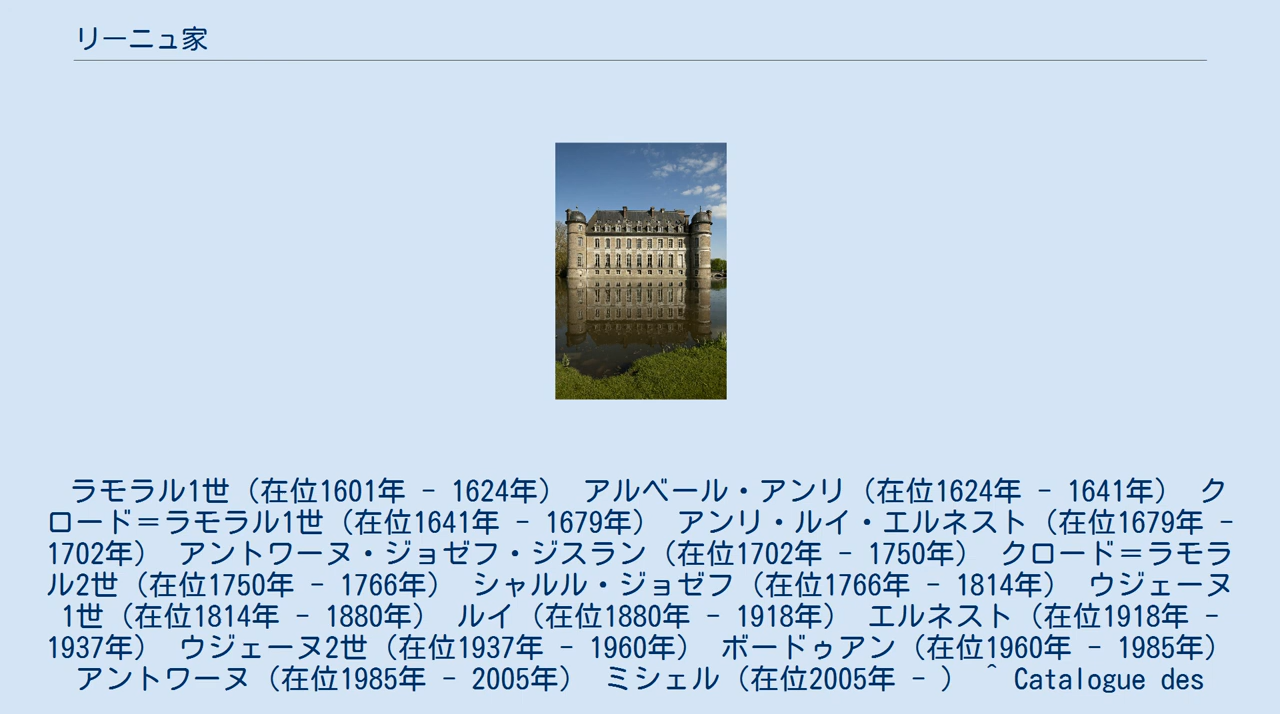 リーニュ家
ラモラル1世（在位1601年 - 1624年） アルベール・アンリ（在位1624年 - 1641年） ク
ロード＝ラモラル1世（在位1641年 - 1679年） アンリ・ルイ・エルネスト（在位1679年 -
1702年） アントワーヌ・ジョゼフ・ジスラン（在位1702年 - 1750年） クロード＝ラモラ
ル2世（在位1750年 - 1766年） シャルル・ジョゼフ（在位1766年 - 1814年） ウジェーヌ
1世（在位1814年 - 1880年） ルイ（在位1880年 - 1918年） エルネスト（在位1918年 -
1937年） ウジェーヌ2世（在位1937年 - 1960年） ボードゥアン（在位1960年 - 1985年）
アントワーヌ（在位1985年 - 2005年） ミシェル（在位2005年 - ） ^ Catalogue des